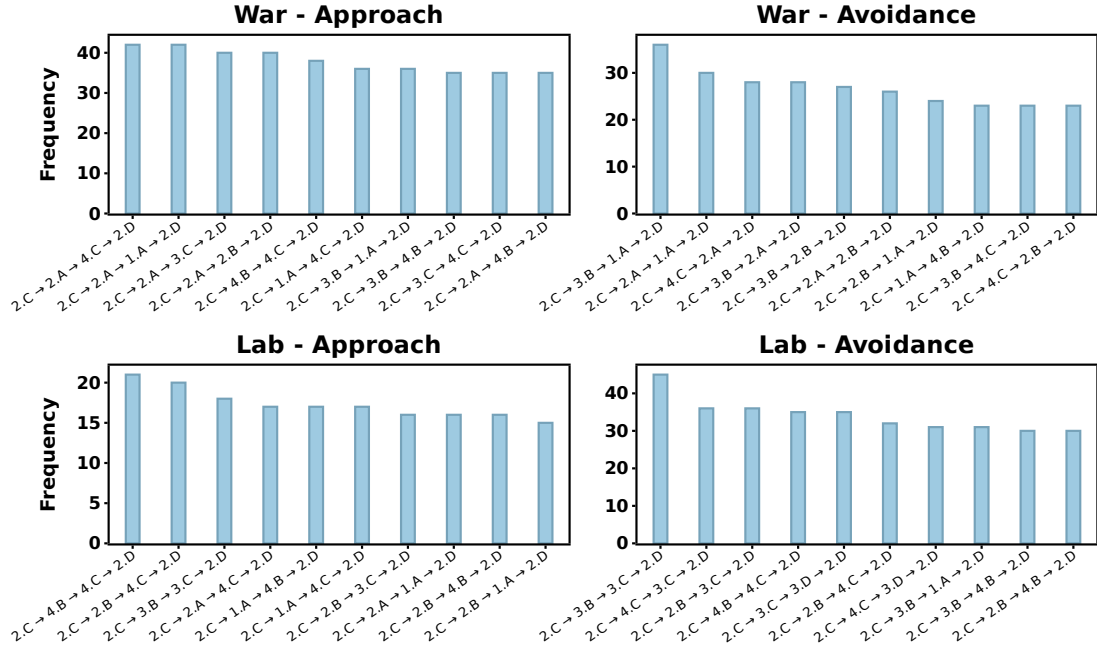 War - Approach
Frequency
40
30
20
10
0
2.C → 2.A → 4.C → 2.D
2.C → 2.A → 1.A → 2.D
2.C → 2.A → 3.C → 2.D
2.C → 2.A → 2.B → 2.D
2.C → 4.B → 4.C → 2.D
2.C → 1.A → 4.C → 2.D
2.C → 3.B → 1.A → 2.D
2.C → 3.B → 4.B → 2.D
2.C → 3.C → 4.C → 2.D
2.C → 2.A → 4.B → 2.D
War - Avoidance
30
20
10
0
2.C → 3.B → 1.A → 2.D
2.C → 2.A → 1.A → 2.D
2.C → 4.C → 2.A → 2.D
2.C → 3.B → 2.A → 2.D
2.C → 3.B → 2.B → 2.D
2.C → 2.A → 2.B → 2.D
2.C → 2.B → 1.A → 2.D
2.C → 1.A → 4.B → 2.D
2.C → 3.B → 4.C → 2.D
2.C → 4.C → 2.B → 2.D
Lab - Approach
Frequency
20
15
10
5
0
2.C → 4.B → 4.C → 2.D
2.C → 2.B → 4.C → 2.D
2.C → 3.B → 3.C → 2.D
2.C → 2.A → 4.C → 2.D
2.C → 1.A → 4.B → 2.D
2.C → 1.A → 4.C → 2.D
2.C → 2.B → 3.C → 2.D
2.C → 2.A → 1.A → 2.D
2.C → 2.B → 4.B → 2.D
2.C → 2.B → 1.A → 2.D
Lab - Avoidance
40
30
20
10
0
2.C → 3.B → 3.C → 2.D
2.C → 4.C → 3.C → 2.D
2.C → 2.B → 3.C → 2.D
2.C → 4.B → 4.C → 2.D
2.C → 3.C → 3.D → 2.D
2.C → 2.B → 4.C → 2.D
2.C → 4.C → 3.D → 2.D
2.C → 3.B → 1.A → 2.D
2.C → 3.B → 4.B → 2.D
2.C → 2.B → 4.B → 2.D